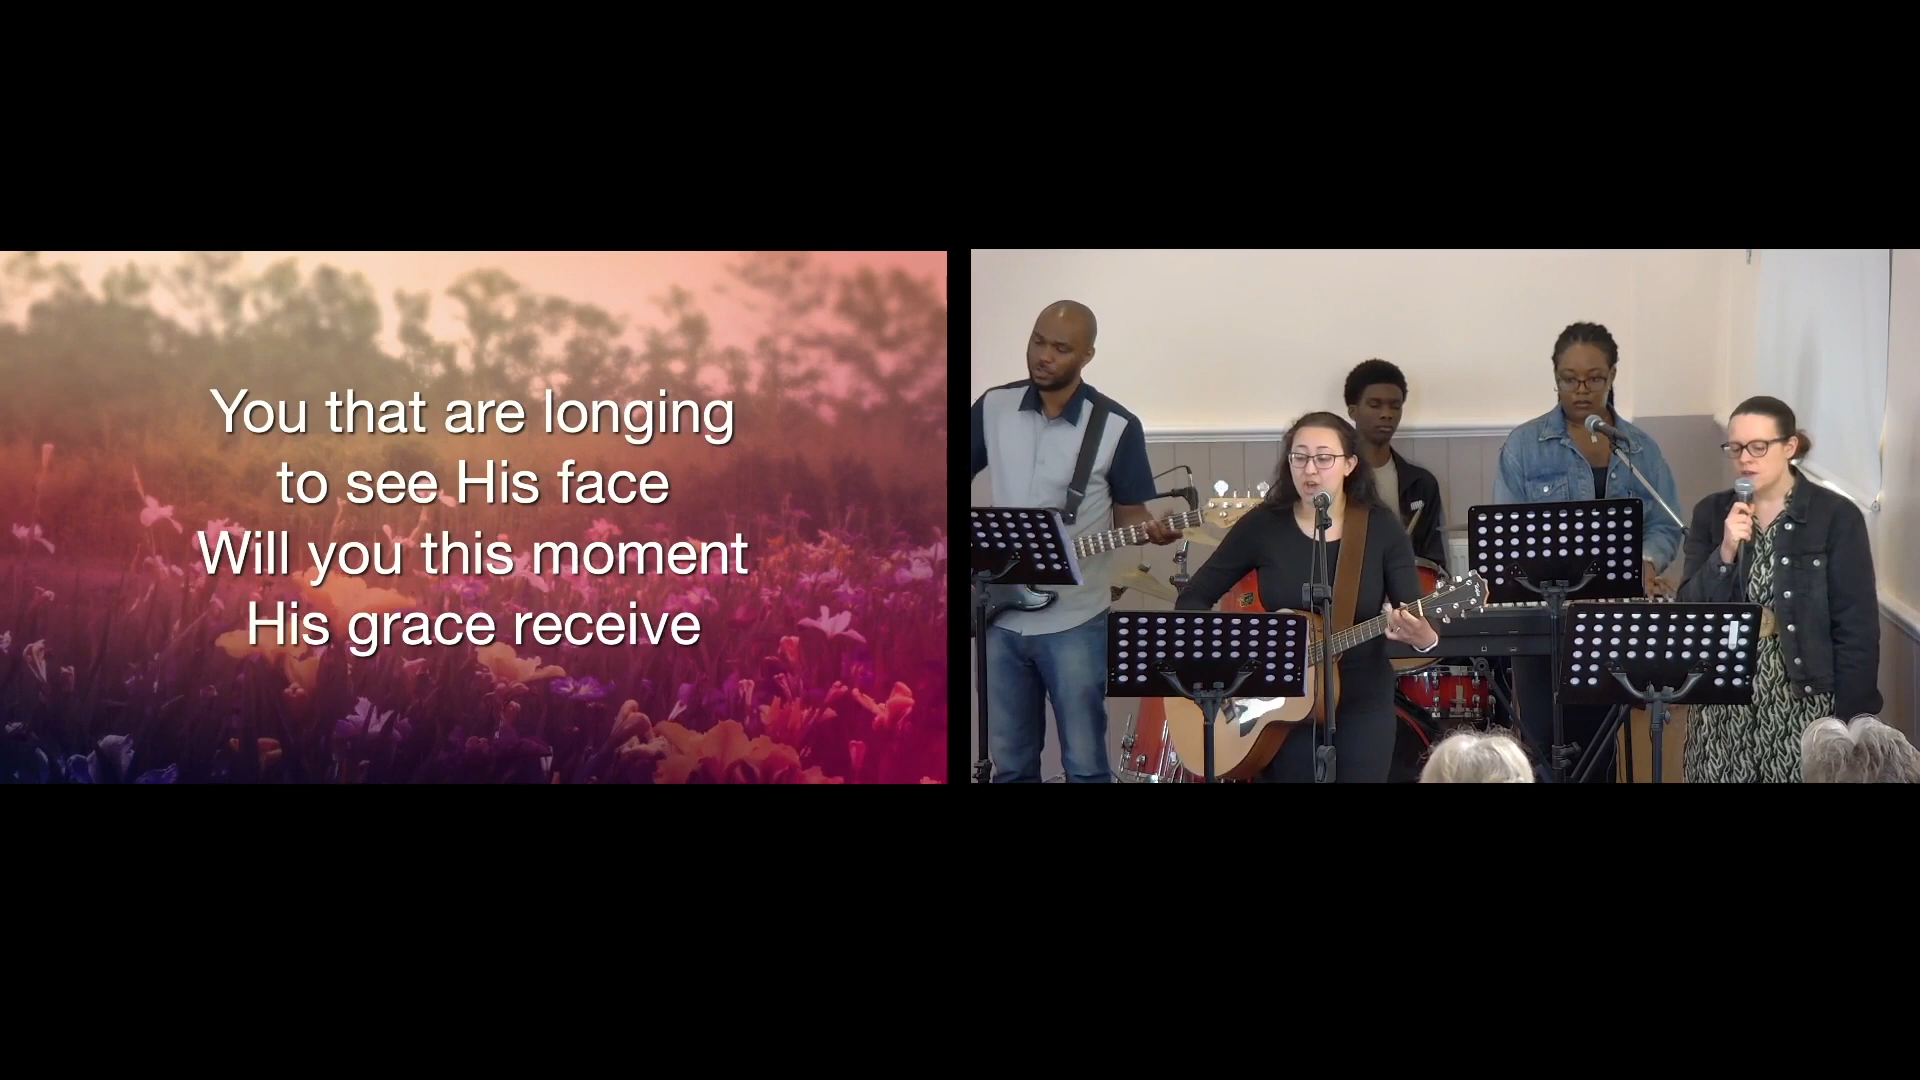 You that are longing
to see His face
Will you this moment
His grace receive